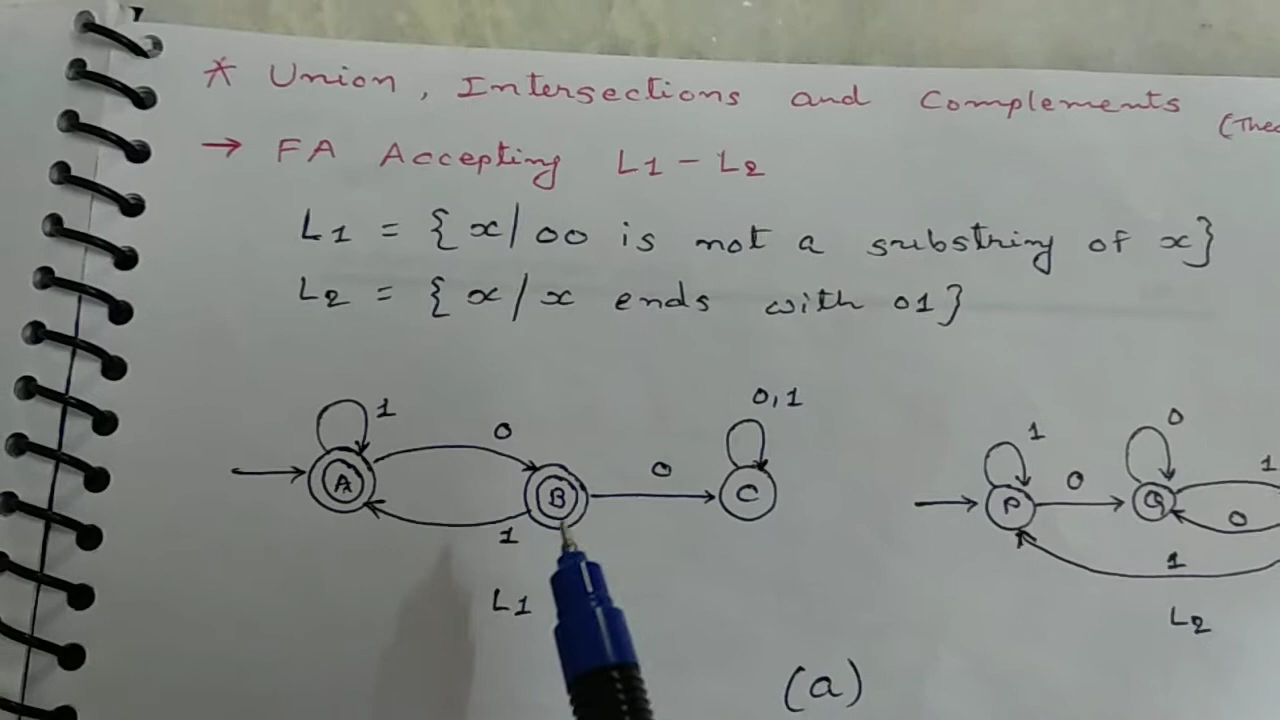 * Union, Intersections and Complements
→ FA Accepting L1 - L2
L1 = {x/00 is not a substring of x}
L2 = {x/x ends with 01}
1 0 0 0,1 1 0 0 1
A B C P Q
1 0
1
L1 L2
(a)